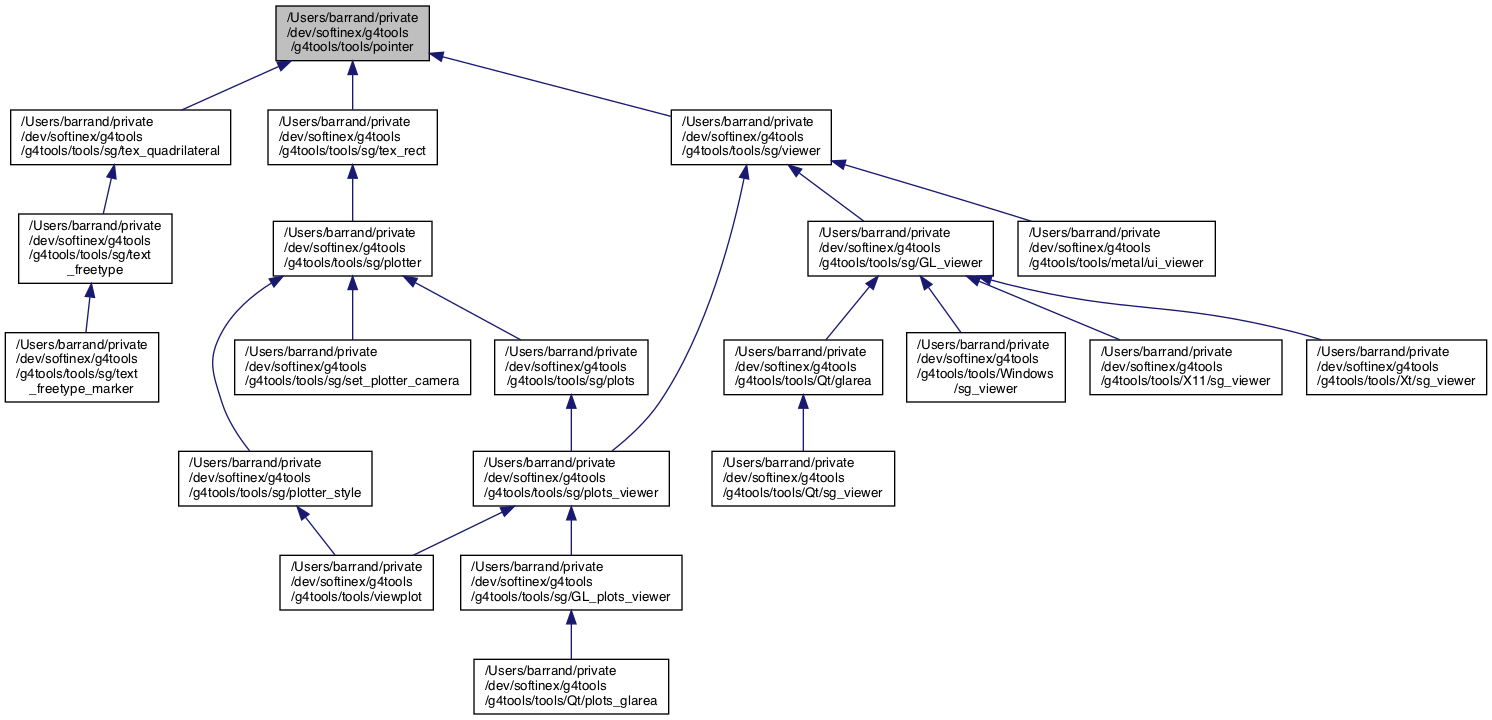 /Users/barrand/private
/dev/softinex/g4tools
/g4tools/tools/pointer
/Users/barrand/private
/dev/softinex/g4tools
/g4tools/tools/sg/tex_quadrilateral
/Users/barrand/private
/dev/softinex/g4tools
/g4tools/tools/sg/tex_rect
/Users/barrand/private
/dev/softinex/g4tools
/g4tools/tools/sg/viewer
/Users/barrand/private
/dev/softinex/g4tools
/g4tools/tools/sg/text
_freetype
/Users/barrand/private
/dev/softinex/g4tools
/g4tools/tools/sg/plotter
/Users/barrand/private
/dev/softinex/g4tools
/g4tools/tools/sg/GL_viewer
/Users/barrand/private
/dev/softinex/g4tools
/g4tools/tools/metal/ui_viewer
/Users/barrand/private
/dev/softinex/g4tools
/g4tools/tools/sg/text
_freetype_marker
/Users/barrand/private
/dev/softinex/g4tools
/g4tools/tools/sg/set_plotter_camera
/Users/barrand/private
/dev/softinex/g4tools
/g4tools/tools/sg/plots
/Users/barrand/private
/dev/softinex/g4tools
/g4tools/tools/Qt/glarea
/Users/barrand/private
/dev/softinex/g4tools
/g4tools/tools/Windows
/sg_viewer
/Users/barrand/private
/dev/softinex/g4tools
/g4tools/tools/X11/sg_viewer
/Users/barrand/private
/dev/softinex/g4tools
/g4tools/tools/Xt/sg_viewer
/Users/barrand/private
/dev/softinex/g4tools
/g4tools/tools/sg/plotter_style
/Users/barrand/private
/dev/softinex/g4tools
/g4tools/tools/sg/plots_viewer
/Users/barrand/private
/dev/softinex/g4tools
/g4tools/tools/Qt/sg_viewer
/Users/barrand/private
/dev/softinex/g4tools
/g4tools/tools/viewplot
/Users/barrand/private
/dev/softinex/g4tools
/g4tools/tools/sg/GL_plots_viewer
/Users/barrand/private
/dev/softinex/g4tools
/g4tools/tools/Qt/plots_glarea